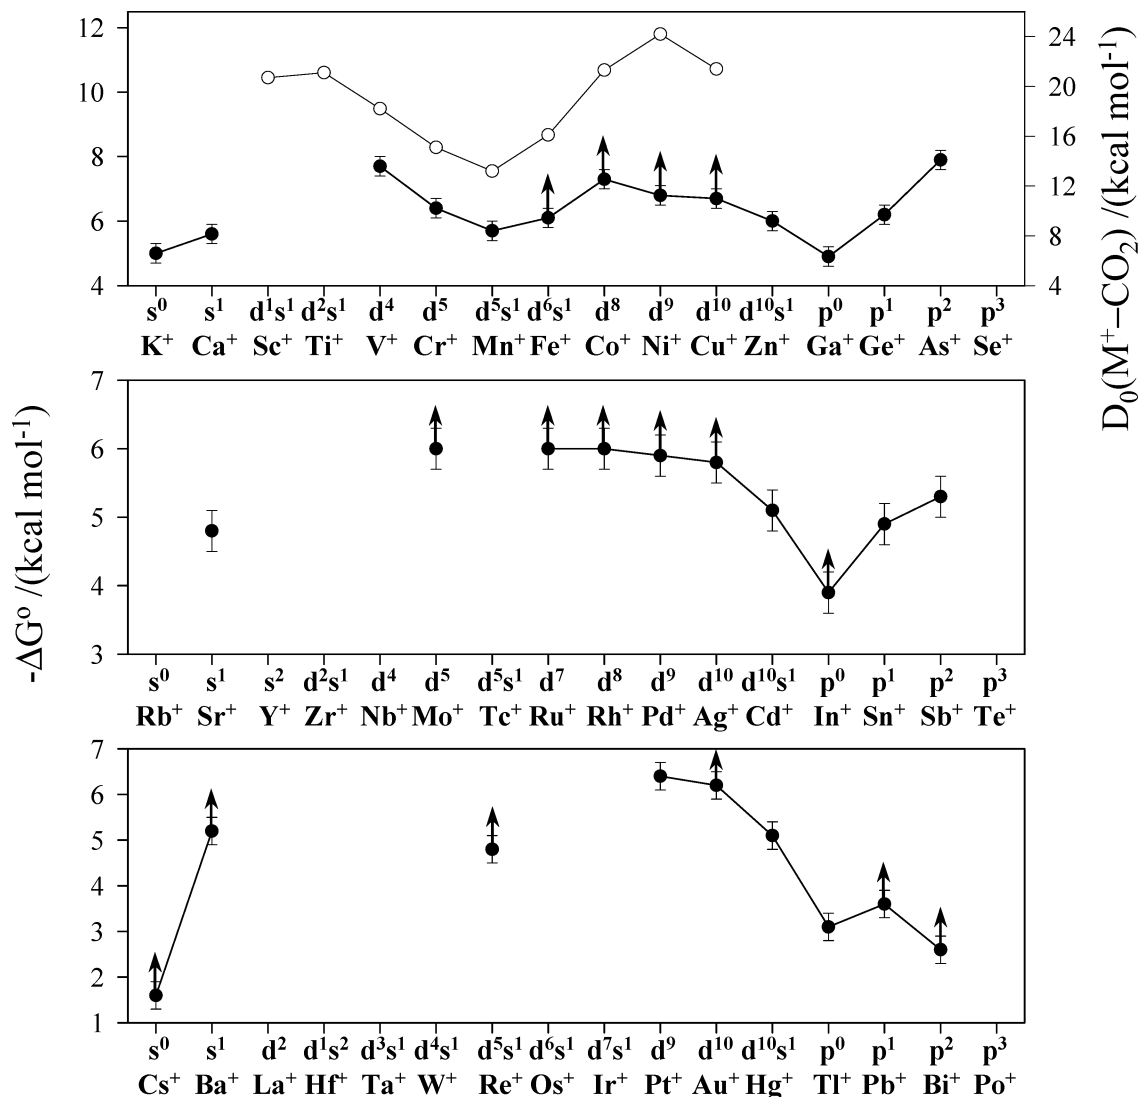 12
10
8
6
4
24
20
16
12
8
4
s⁰ s¹ d¹s¹ d²s¹ d⁴ d⁵ d⁵s¹ d⁶s¹ d⁸ d⁹ d¹⁰ d¹⁰s¹ p⁰ p¹ p² p³
K⁺ Ca⁺ Sc⁺ Ti⁺ V⁺ Cr⁺ Mn⁺ Fe⁺ Co⁺ Ni⁺ Cu⁺ Zn⁺ Ga⁺ Ge⁺ As⁺ Se⁺
D₀(M⁺−CO₂) /(kcal mol⁻¹)
-ΔGᵒ /(kcal mol⁻¹)
7
6
5
4
3
s⁰ s¹ s² d²s¹ d⁴ d⁵ d⁵s¹ d⁷ d⁸ d⁹ d¹⁰ d¹⁰s¹ p⁰ p¹ p² p³
Rb⁺ Sr⁺ Y⁺ Zr⁺ Nb⁺ Mo⁺ Tc⁺ Ru⁺ Rh⁺ Pd⁺ Ag⁺ Cd⁺ In⁺ Sn⁺ Sb⁺ Te⁺
7
6
5
4
3
2
1
s⁰ s¹ d² d¹s² d³s¹ d⁴s¹ d⁵s¹ d⁶s¹ d⁷s¹ d⁹ d¹⁰ d¹⁰s¹ p⁰ p¹ p² p³
Cs⁺ Ba⁺ La⁺ Hf⁺ Ta⁺ W⁺ Re⁺ Os⁺ Ir⁺ Pt⁺ Au⁺ Hg⁺ Tl⁺ Pb⁺ Bi⁺ Po⁺